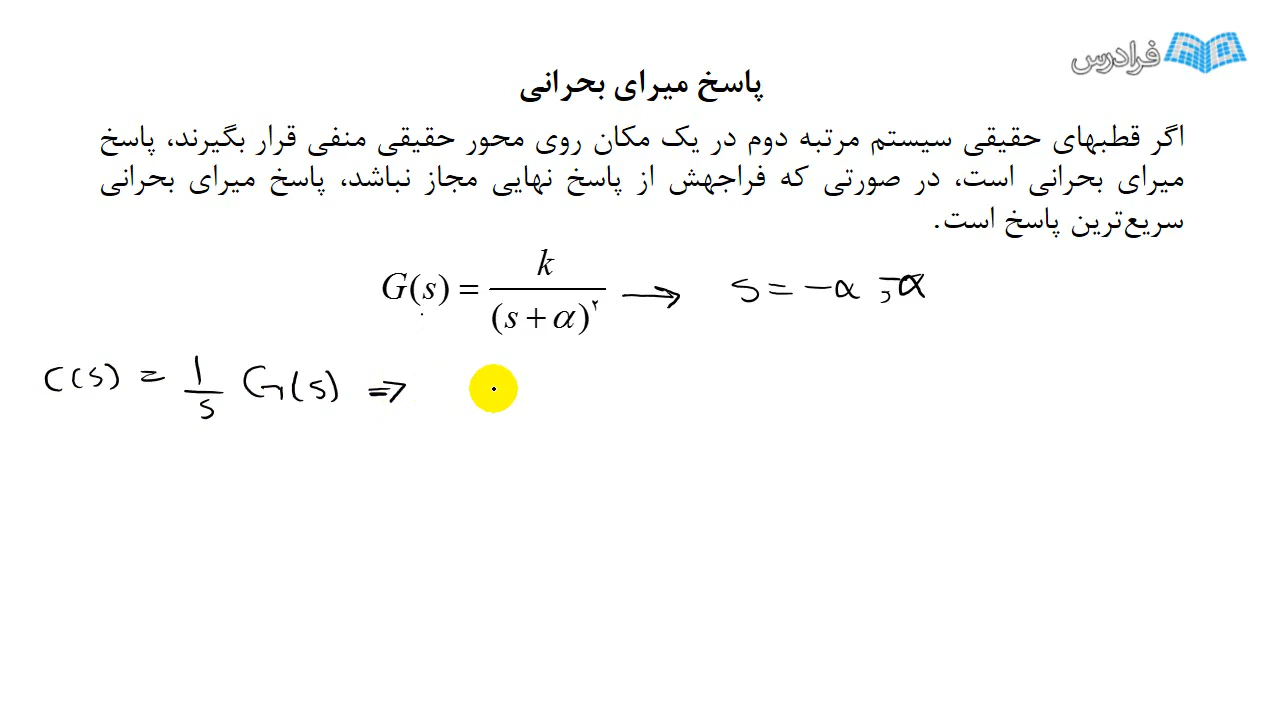 فرادرس
پاسخ میرای بحرانی
اگر قطبهای حقیقی سیستم مرتبه دوم در یک مکان روی محور حقیقی منفی قرار بگیرند، پاسخ
میرای بحرانی است، در صورتی که فراجهش از پاسخ نهایی مجاز نباشد، پاسخ میرای بحرانی
سریع‌ترین پاسخ است.
G(s) = k / (s + α)^۲ → s = -α و -α
C(s) = 1/s G(s) ⇒